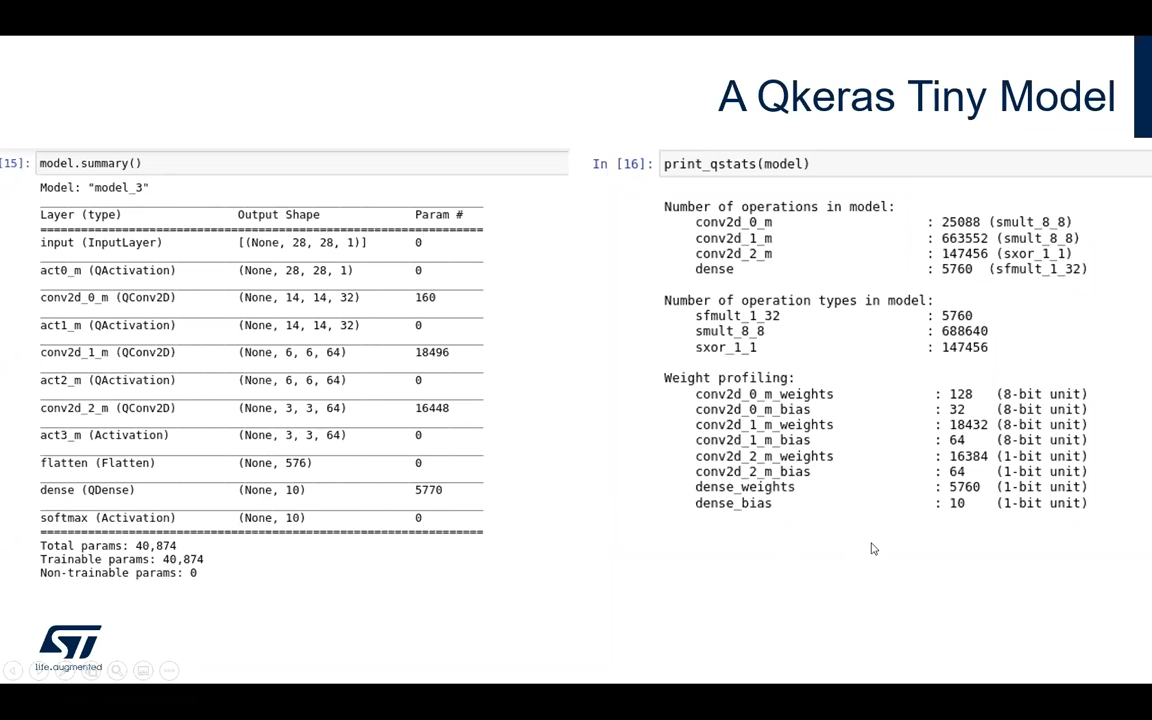 A Qkeras Tiny Model
[15]: model.summary()
Model: "model_3"
Layer (type) Output Shape Param #
input (InputLayer) [(None, 28, 28, 1)] 0
act0_m (QActivation) (None, 28, 28, 1) 0
conv2d_0_m (QConv2D) (None, 14, 14, 32) 160
act1_m (QActivation) (None, 14, 14, 32) 0
conv2d_1_m (QConv2D) (None, 6, 6, 64) 18496
act2_m (QActivation) (None, 6, 6, 64) 0
conv2d_2_m (QConv2D) (None, 3, 3, 64) 16448
act3_m (Activation) (None, 3, 3, 64) 0
flatten (Flatten) (None, 576) 0
dense (QDense) (None, 10) 5770
softmax (Activation) (None, 10) 0
Total params: 40,874
Trainable params: 40,874
Non-trainable params: 0
In [16]: print_qstats(model)
Number of operations in model:
conv2d_0_m : 25088 (smult_8_8)
conv2d_1_m : 663552 (smult_8_8)
conv2d_2_m : 147456 (sxor_1_1)
dense : 5760 (sfmult_1_32)
Number of operation types in model:
sfmult_1_32 : 5760
smult_8_8 : 688640
sxor_1_1 : 147456
Weight profiling:
conv2d_0_m_weights : 128 (8-bit unit)
conv2d_0_m_bias : 32 (8-bit unit)
conv2d_1_m_weights : 18432 (8-bit unit)
conv2d_1_m_bias : 64 (8-bit unit)
conv2d_2_m_weights : 16384 (1-bit unit)
conv2d_2_m_bias : 64 (1-bit unit)
dense_weights : 5760 (1-bit unit)
dense_bias : 10 (1-bit unit)
ST
life.augmented